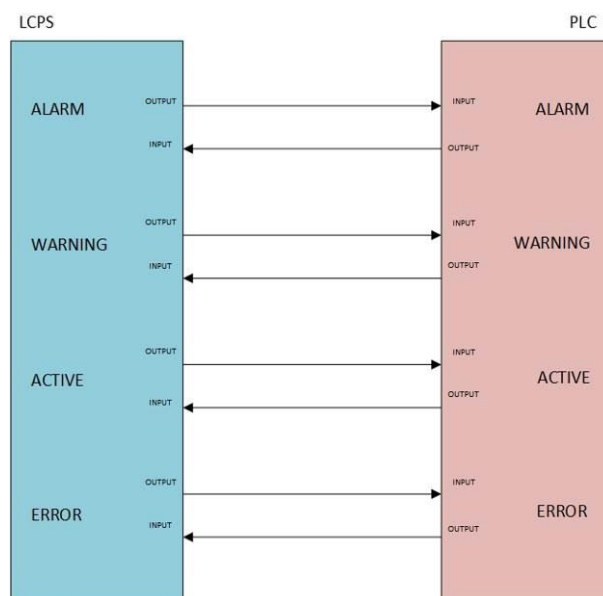 LCPS PLC
OUTPUT INPUT
ALARM ALARM
INPUT OUTPUT
OUTPUT INPUT
WARNING WARNING
INPUT OUTPUT
OUTPUT INPUT
ACTIVE ACTIVE
INPUT OUTPUT
OUTPUT INPUT
ERROR ERROR
INPUT OUTPUT